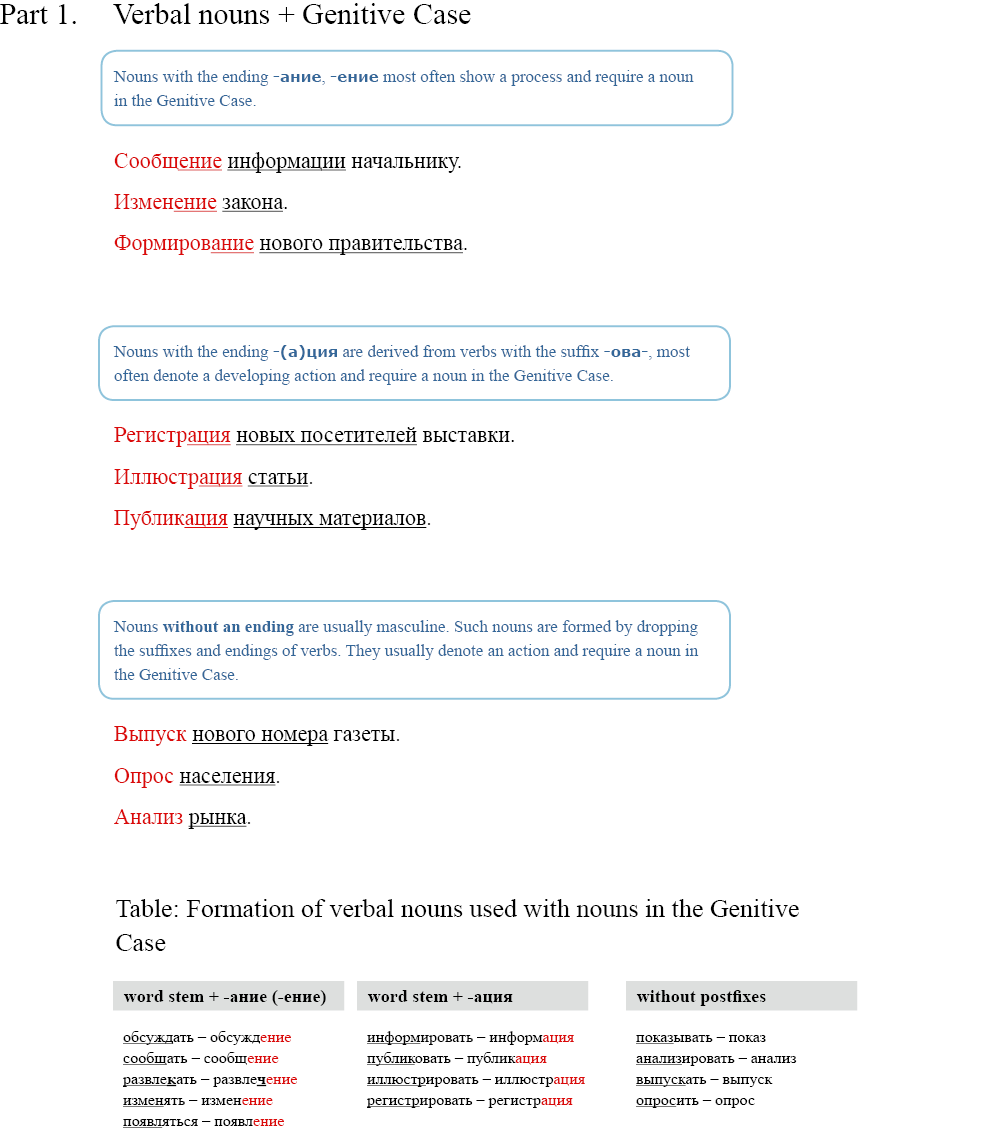 Part 1. Verbal nouns + Genitive Case
Nouns with the ending -ание, -ение most often show a process and require a noun
in the Genitive Case.
Сообщение информации начальнику.
Изменение закона.
Формирование нового правительства.
Nouns with the ending -(а)ция are derived from verbs with the suffix -ова-, most
often denote a developing action and require a noun in the Genitive Case.
Регистрация новых посетителей выставки.
Иллюстрация статьи.
Публикация научных материалов.
Nouns without an ending are usually masculine. Such nouns are formed by dropping
the suffixes and endings of verbs. They usually denote an action and require a noun in
the Genitive Case.
Выпуск нового номера газеты.
Опрос населения.
Анализ рынка.
Table: Formation of verbal nouns used with nouns in the Genitive
Case
word stem + -ание (-ение)
обсуждать – обсуждение
сообщать – сообщение
развлекать – развлечение
изменять – изменение
появляться – появление
word stem + -ация
информировать – информация
публиковать – публикация
иллюстрировать – иллюстрация
регистрировать – регистрация
without postfixes
показывать – показ
анализировать – анализ
выпускать – выпуск
опросить – опрос